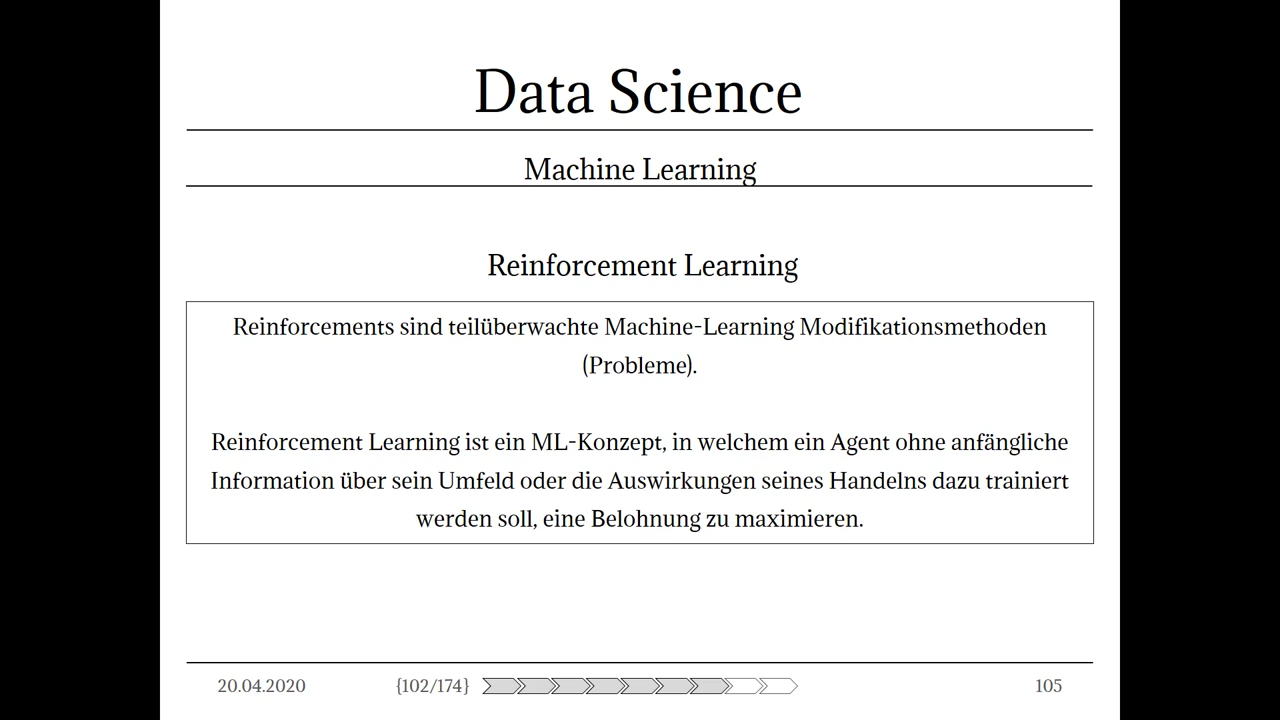 Data Science
Machine Learning
Reinforcement Learning
Reinforcements sind teilüberwachte Machine-Learning Modifikationsmethoden
(Probleme).
Reinforcement Learning ist ein ML-Konzept, in welchem ein Agent ohne anfängliche
Information über sein Umfeld oder die Auswirkungen seines Handelns dazu trainiert
werden soll, eine Belohnung zu maximieren.
20.04.2020 {102/174} 105